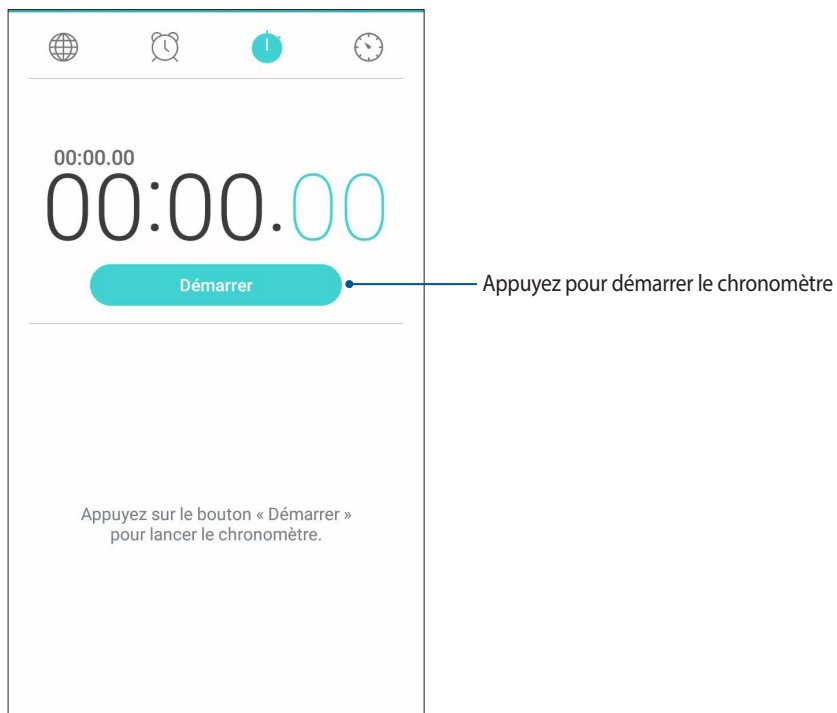 00:00.00
00:00.00
Démarrer
Appuyez pour démarrer le chronomètre
Appuyez sur le bouton « Démarrer »
pour lancer le chronomètre.